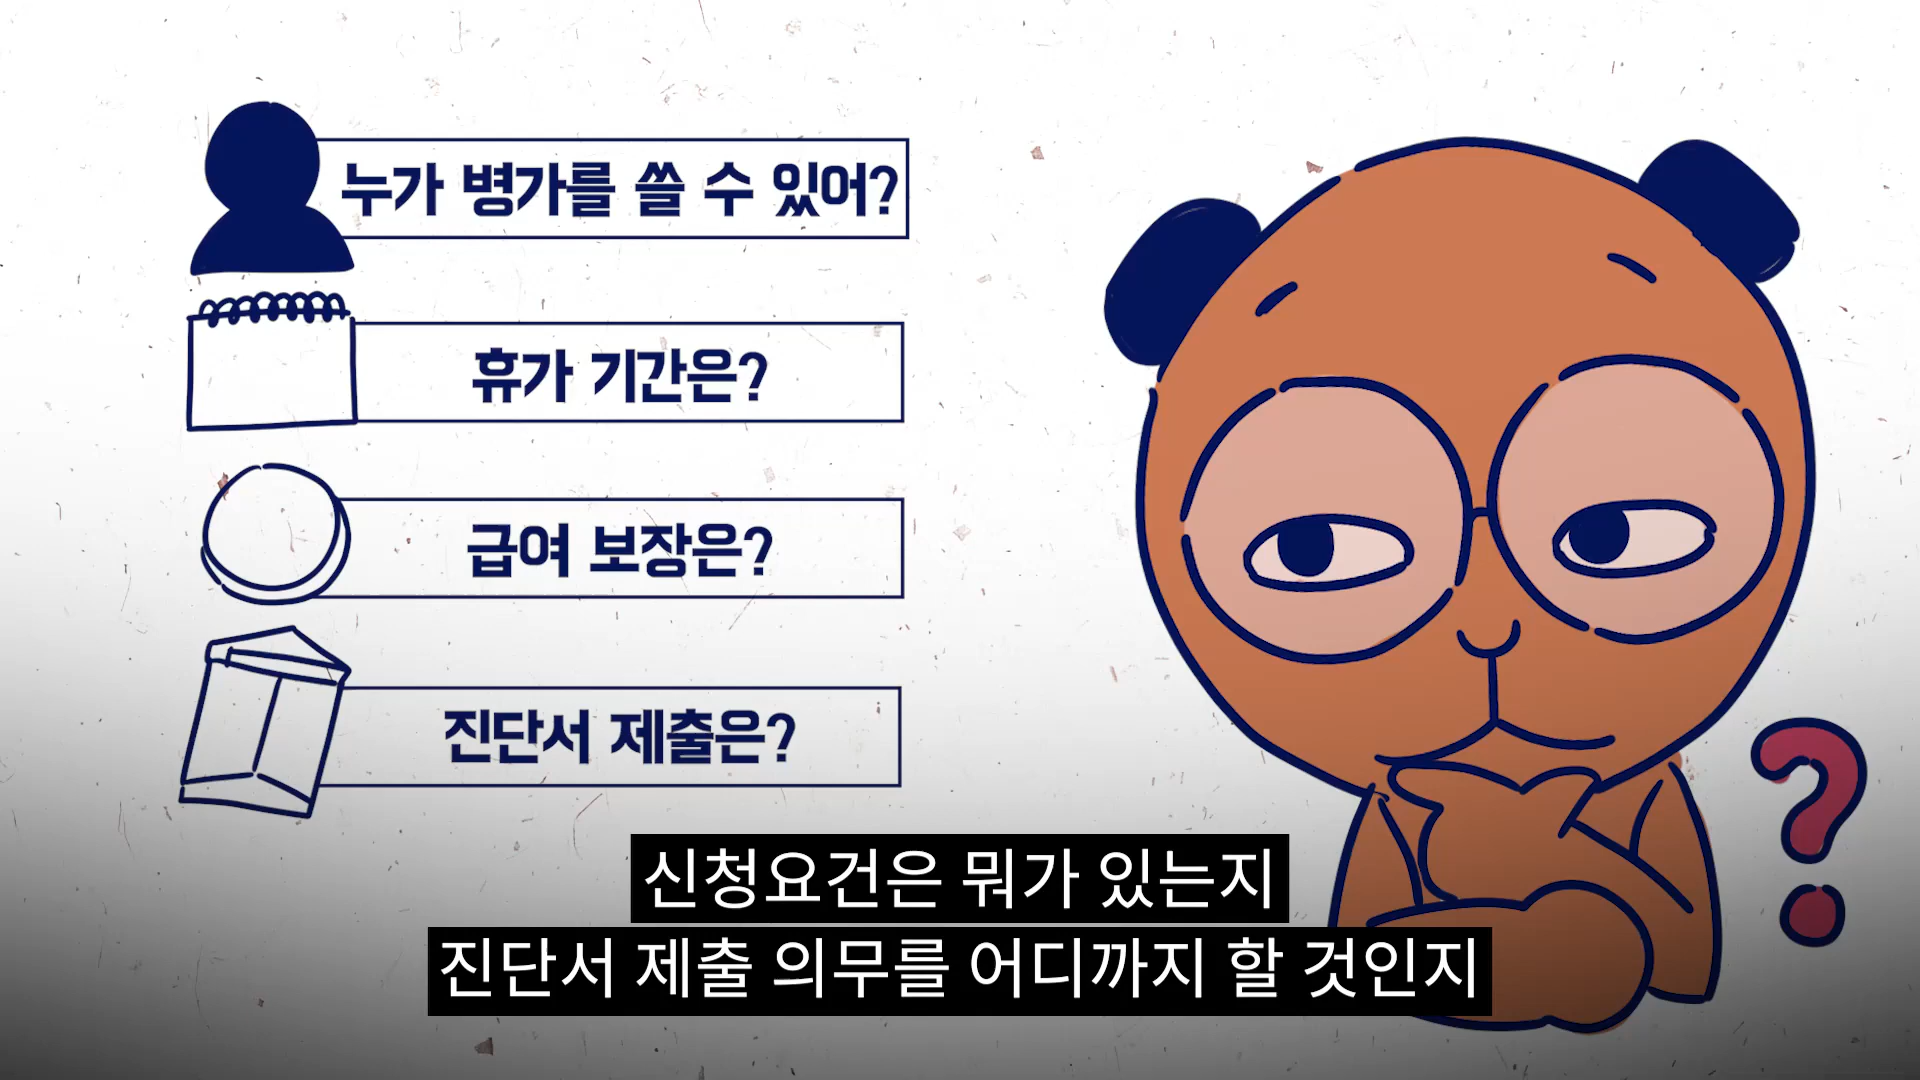 누가 병가를 쓸 수 있어?
휴가 기간은?
급여 보장은?
진단서 제출은?
?
신청요건은 뭐가 있는지
진단서 제출 의무를 어디까지 할 것인지